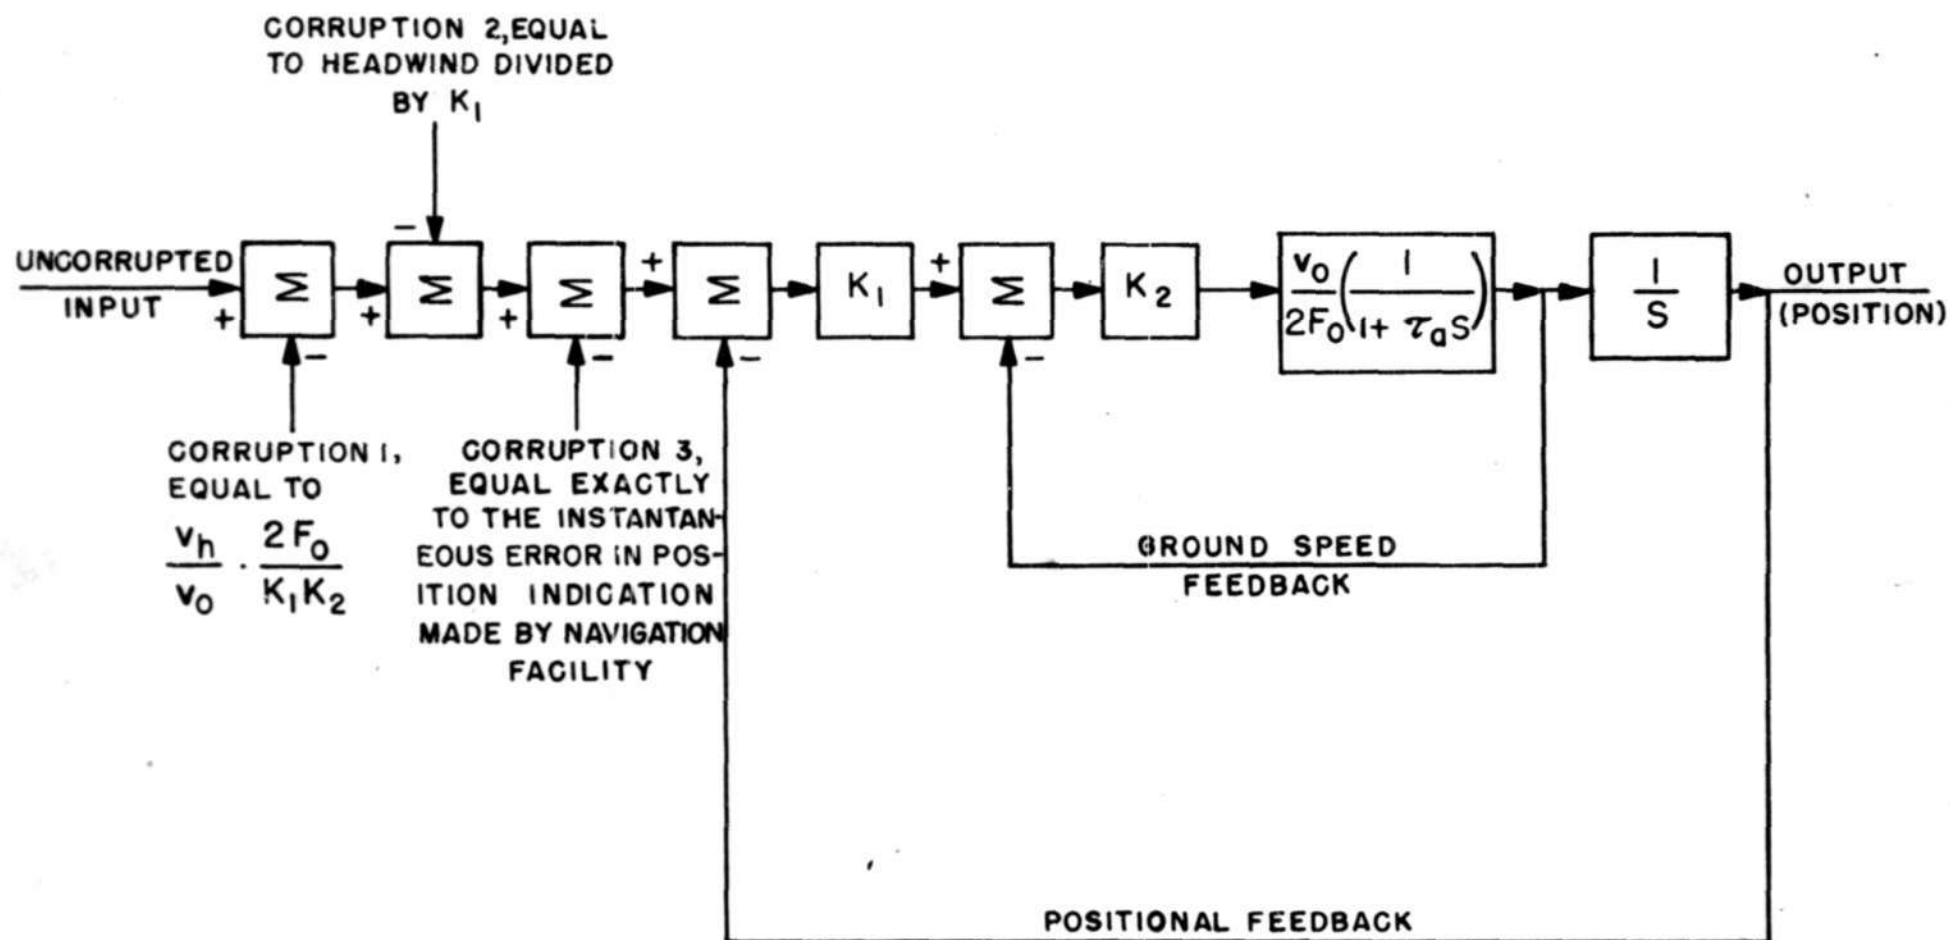 CORRUPTION 2, EQUAL
TO HEADWIND DIVIDED
BY K₁
UNCORRUPTED
INPUT
+
−
Σ
+
−
Σ
+
−
Σ
+
−
Σ
K₁
+
−
Σ
K₂
v₀/2F₀ (1/(1+ τₐS))
1/S
OUTPUT
(POSITION)
CORRUPTION 1,
EQUAL TO
vₕ/v₀ · 2F₀/K₁K₂
CORRUPTION 3,
EQUAL EXACTLY
TO THE INSTANTAN-
EOUS ERROR IN POS-
ITION INDICATION
MADE BY NAVIGATION
FACILITY
GROUND SPEED
FEEDBACK
POSITIONAL FEEDBACK